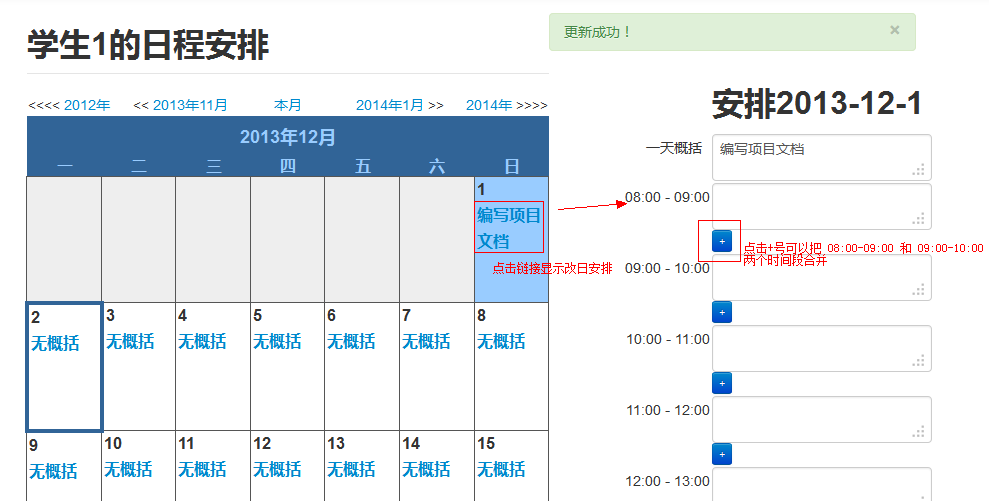 更新成功！ ×
学生1的日程安排
<<<< 2012年 << 2013年11月 本月 2014年1月 >> 2014年 >>>>
2013年12月
一 二 三 四 五 六 日
1
编写项目
文档
点击链接显示改日安排
2 3 4 5 6 7 8
无概括 无概括 无概括 无概括 无概括 无概括 无概括
9 10 11 12 13 14 15
无概括 无概括 无概括 无概括 无概括 无概括 无概括
安排2013-12-1
一天概括 编写项目文档
08:00 - 09:00
+
点击+号可以把 08:00-09:00 和 09:00-10:00
两个时间段合并
09:00 - 10:00
+
10:00 - 11:00
+
11:00 - 12:00
+
12:00 - 13:00